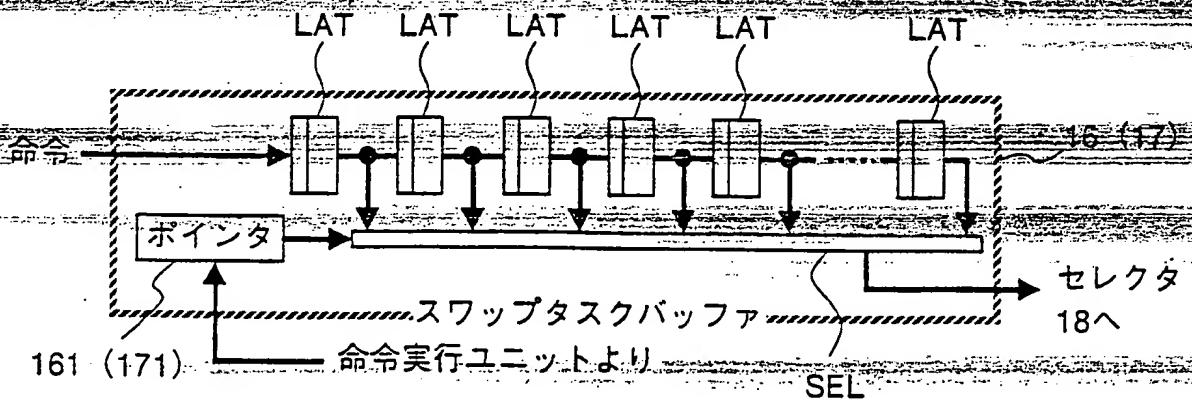 LAT LAT LAT LAT LAT LAT
命令
16 (17)
ポインタ
セレクタ
18へ
スワップタスクバッファ
161 (171)
命令実行ユニットより
SEL